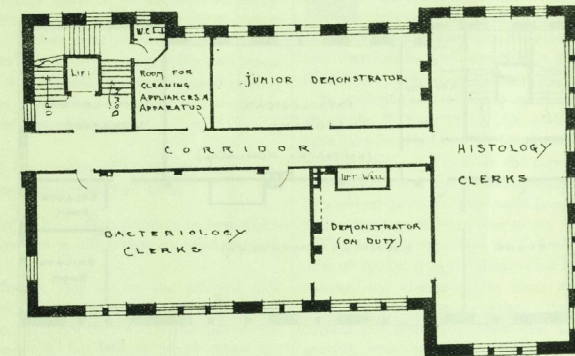 W.C.
LIFT
UP
DOWN
ROOM FOR
CLEANING
APPLIANCES &
APPARATUS
JUNIOR DEMONSTRATOR
CORRIDOR
HISTOLOGY
CLERKS
LIFT WELL
BACTERIOLOGY
CLERKS
DEMONSTRATOR
(ON DUTY)